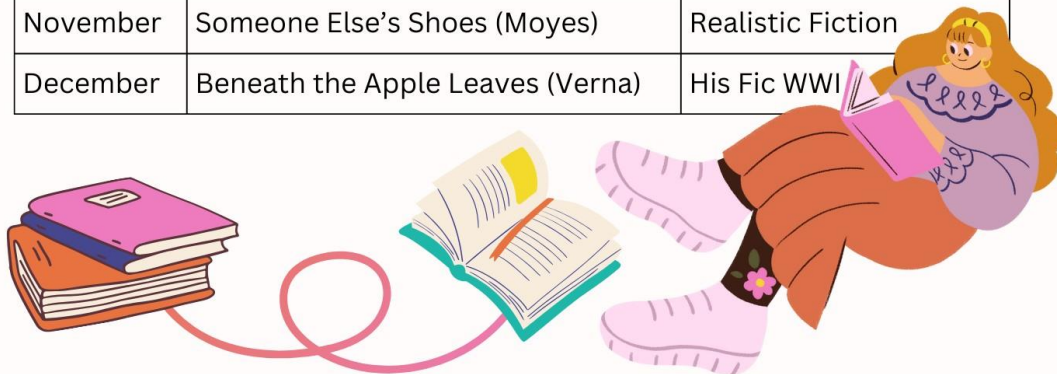 November Someone Else’s Shoes (Moyes) Realistic Fiction
December Beneath the Apple Leaves (Verna) His Fic WWI